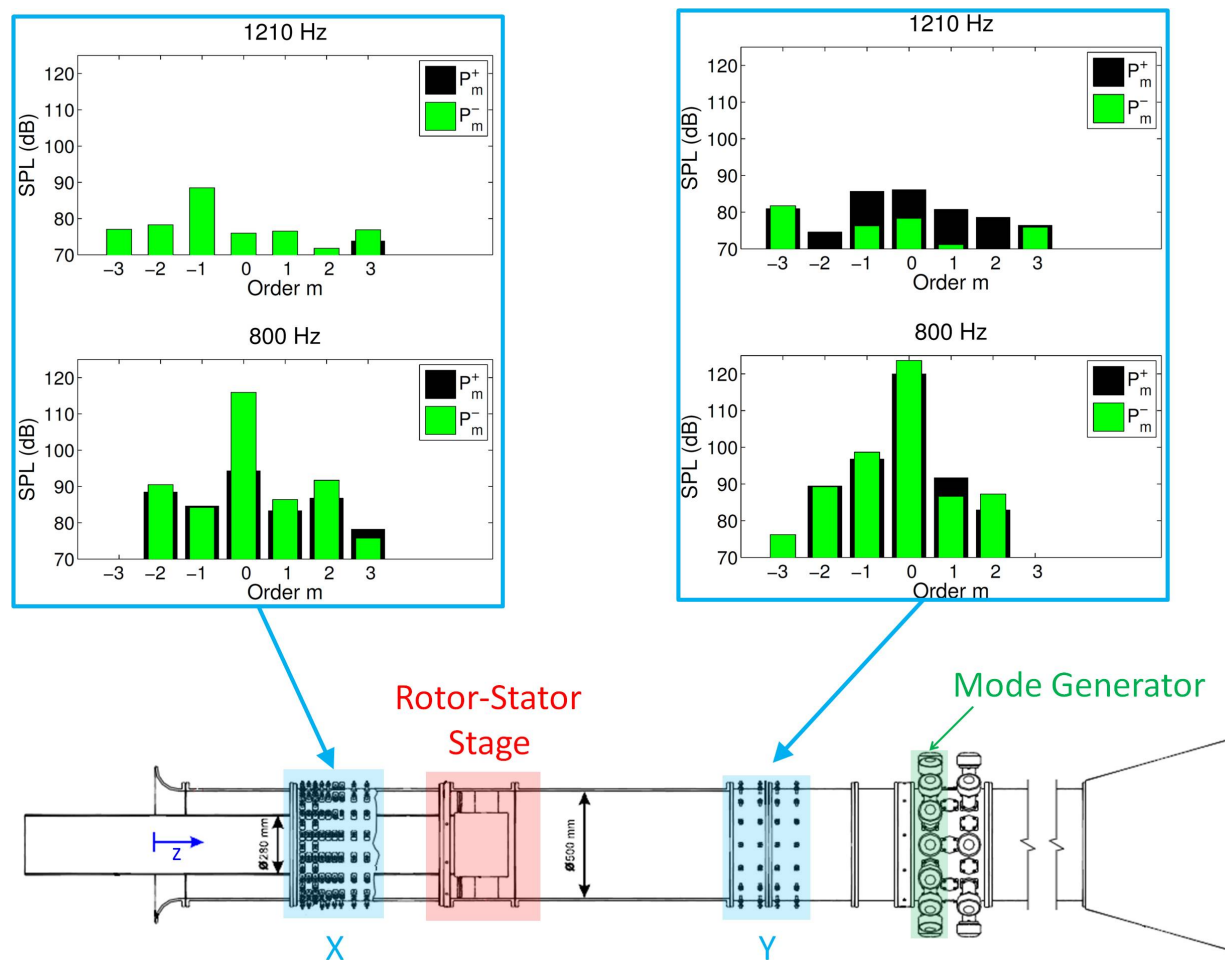 1210 Hz
120
110
100
90
80
70
SPL (dB)
P+m
P−m
−3 −2 −1 0 1 2 3
Order m
800 Hz
120
110
100
90
80
70
SPL (dB)
P+m
P−m
−3 −2 −1 0 1 2 3
Order m
1210 Hz
120
110
100
90
80
70
SPL (dB)
P+m
P−m
−3 −2 −1 0 1 2 3
Order m
800 Hz
120
110
100
90
80
70
SPL (dB)
P+m
P−m
−3 −2 −1 0 1 2 3
Order m
Rotor-Stator
Stage
Mode Generator
z
Ø280 mm
Ø500 mm
X
Y